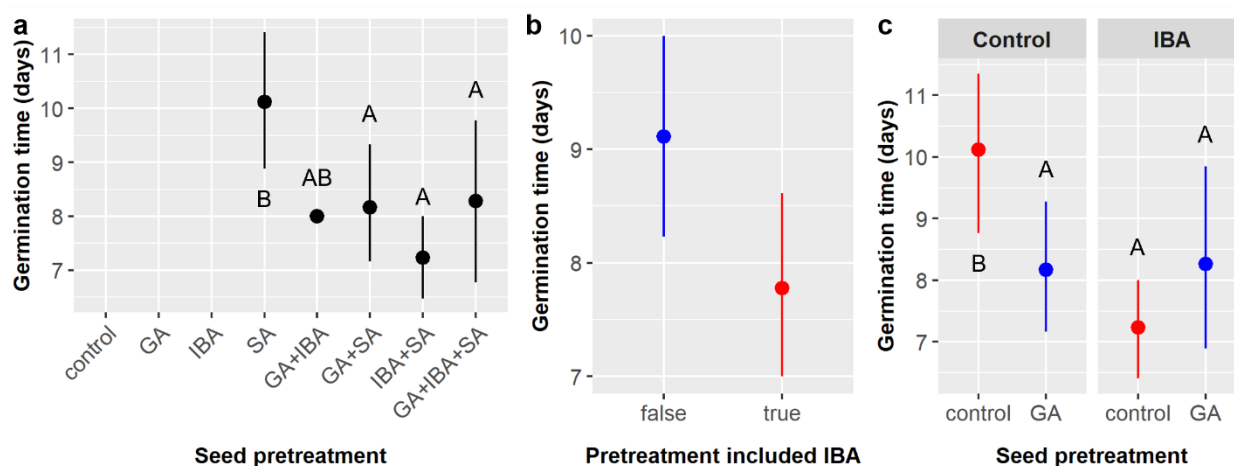 a
Germination time (days)
11
10
9
8
7
B
AB
A
A
A
control
GA
IBA
SA
GA+IBA
GA+SA
IBA+SA
GA+IBA+SA
Seed pretreatment
b
Germination time (days)
10
9
8
7
false
true
Pretreatment included IBA
c
Control
IBA
Germination time (days)
11
10
9
8
7
B
A
A
A
control
GA
control
GA
Seed pretreatment